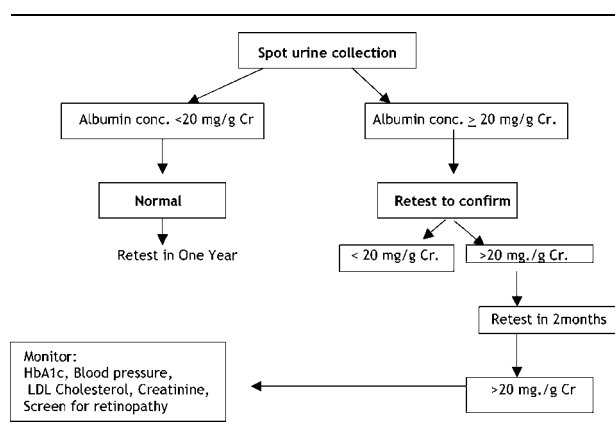 Spot urine collection
Albumin conc. <20 mg/g Cr
Albumin conc. ≥ 20 mg/g Cr.
Normal
Retest to confirm
Retest in One Year
< 20 mg/g Cr.
>20 mg./g Cr.
Retest in 2months
Monitor:
HbA1c, Blood pressure,
LDL Cholesterol, Creatinine,
Screen for retinopathy
>20 mg./g Cr